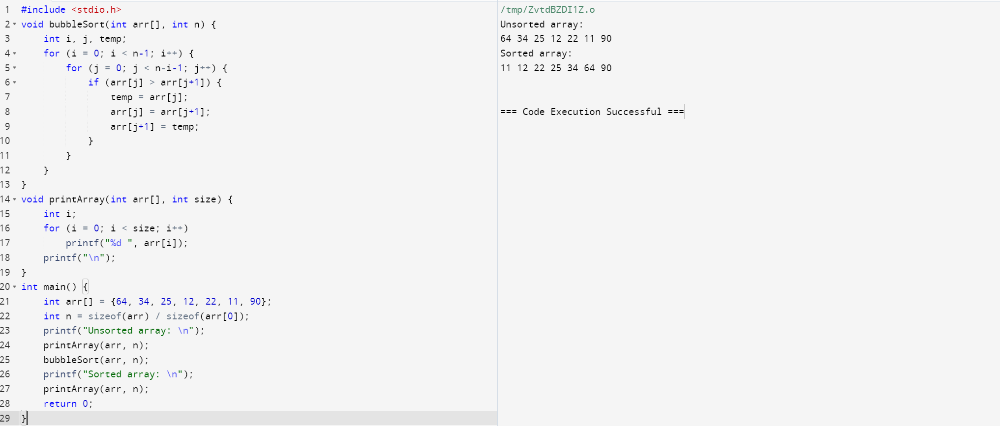 1 #include <stdio.h>
2 void bubbleSort(int arr[], int n) {
3     int i, j, temp;
4     for (i = 0; i < n-1; i++) {
5         for (j = 0; j < n-i-1; j++) {
6             if (arr[j] > arr[j+1]) {
7                 temp = arr[j];
8                 arr[j] = arr[j+1];
9                 arr[j+1] = temp;
10             }
11         }
12     }
13 }
14 void printArray(int arr[], int size) {
15     int i;
16     for (i = 0; i < size; i++)
17         printf("%d ", arr[i]);
18     printf("\n");
19 }
20 int main() {
21     int arr[] = {64, 34, 25, 12, 22, 11, 90};
22     int n = sizeof(arr) / sizeof(arr[0]);
23     printf("Unsorted array: \n");
24     printArray(arr, n);
25     bubbleSort(arr, n);
26     printf("Sorted array: \n");
27     printArray(arr, n);
28     return 0;
29 }
/tmp/ZvtdBZDI1Z.o
Unsorted array:
64 34 25 12 22 11 90
Sorted array:
11 12 22 25 34 64 90
=== Code Execution Successful ===